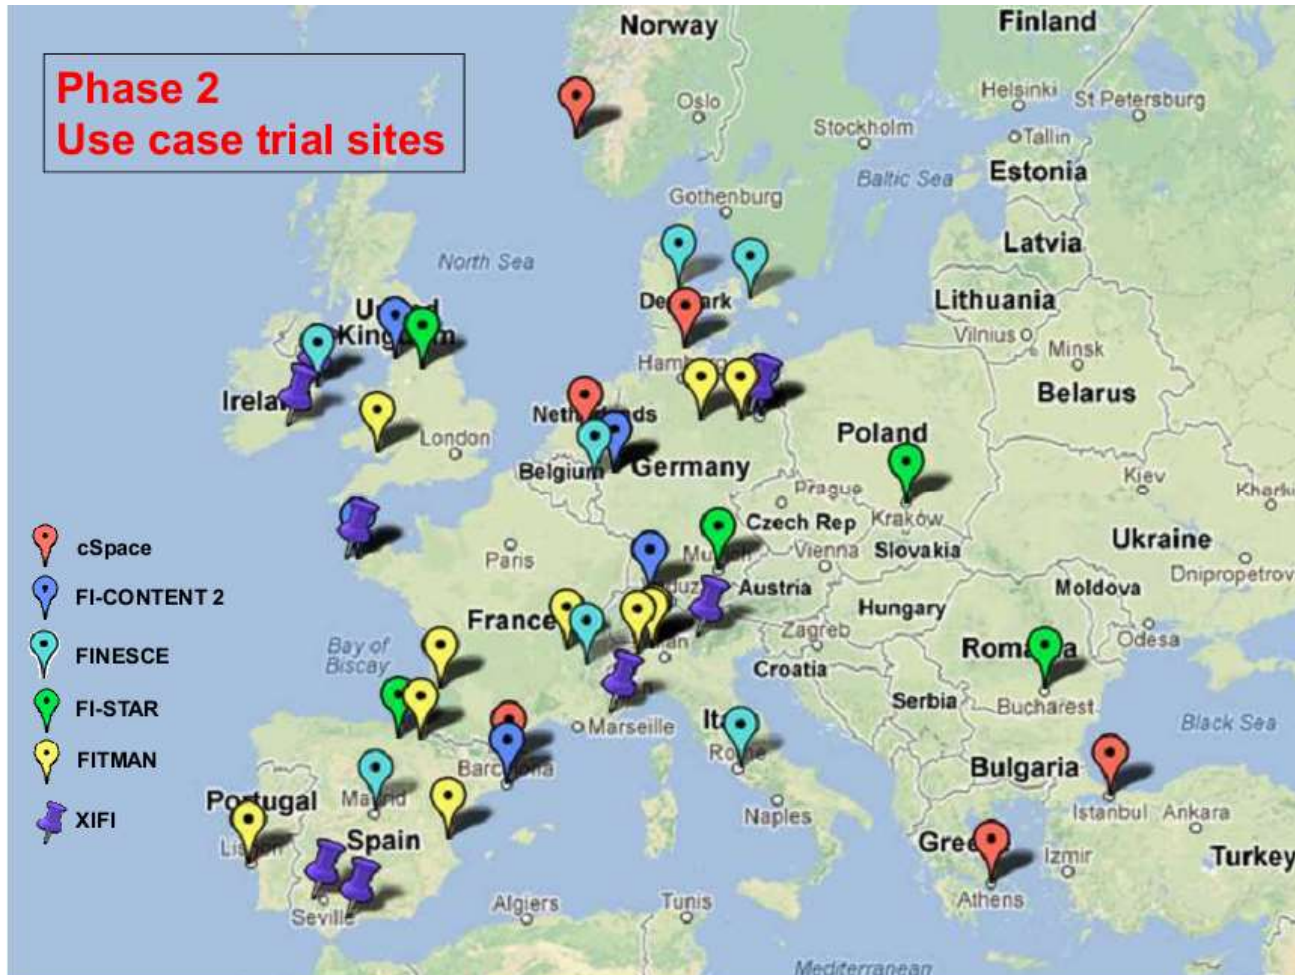 Phase 2
Use case trial sites
Norway
Finland
Oslo
Helsinki
St Petersburg
Stockholm
Tallin
Estonia
Baltic Sea
Gothenburg
Latvia
North Sea
Lithuania
Vilnius
Minsk
Belarus
London
Poland
Belgium
Germany
Prague
Kiev
Kraków
Czech Rep
Paris
Vienna
Slovakia
Ukraine
Dnipropetrov
Austria
Moldova
Hungary
France
Zagreb
Odesa
Bay of
Biscay
Croatia
Serbia
Bucharest
Marseille
Black Sea
Bulgaria
Naples
Istanbul
Ankara
Spain
Izmir
Turkey
Athens
Seville
Algiers
Tunis
Mediterranean
cSpace
FI-CONTENT 2
FINESCE
FI-STAR
FITMAN
XIFI